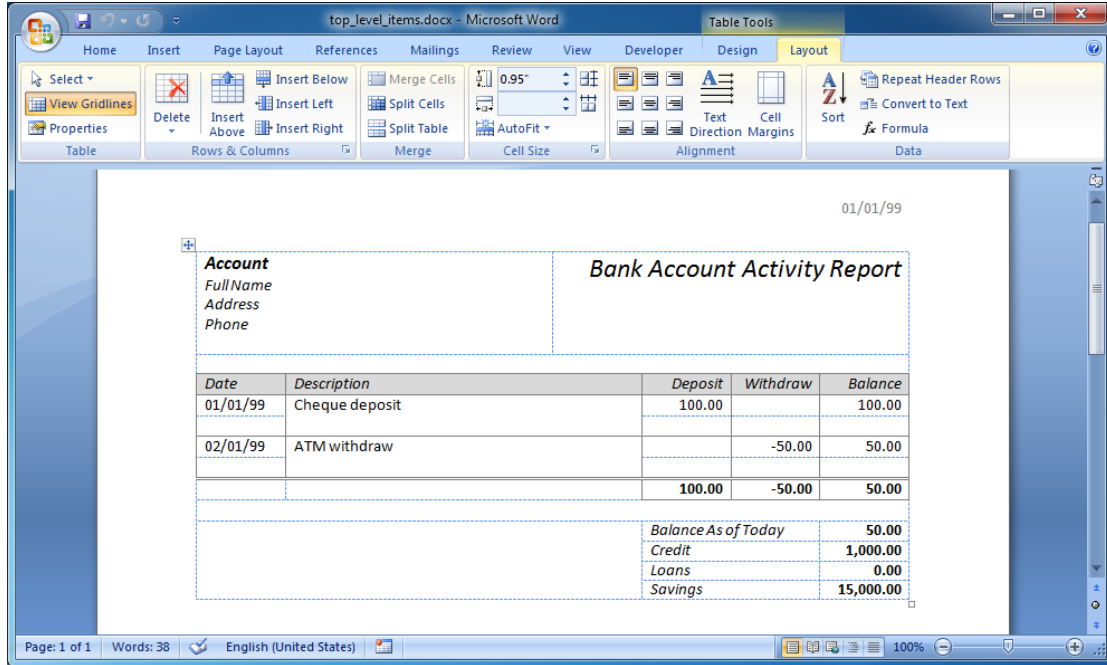 top_level_items.docx - Microsoft Word Table Tools
Home Insert Page Layout References Mailings Review View Developer Design Layout
Select Insert Below Merge Cells 0.95" Repeat Header Rows
View Gridlines Delete Insert Above Insert Left Split Cells Text Direction Cell Margins Sort Convert to Text
Properties Insert Right Split Table AutoFit fx Formula
Table Rows & Columns Merge Cell Size Alignment Data
01/01/99
Account Bank Account Activity Report
Full Name
Address
Phone
Date Description Deposit Withdraw Balance
01/01/99 Cheque deposit 100.00 100.00
02/01/99 ATM withdraw -50.00 50.00
100.00 -50.00 50.00
Balance As of Today 50.00
Credit 1,000.00
Loans 0.00
Savings 15,000.00
Page: 1 of 1 Words: 38 English (United States) 100%